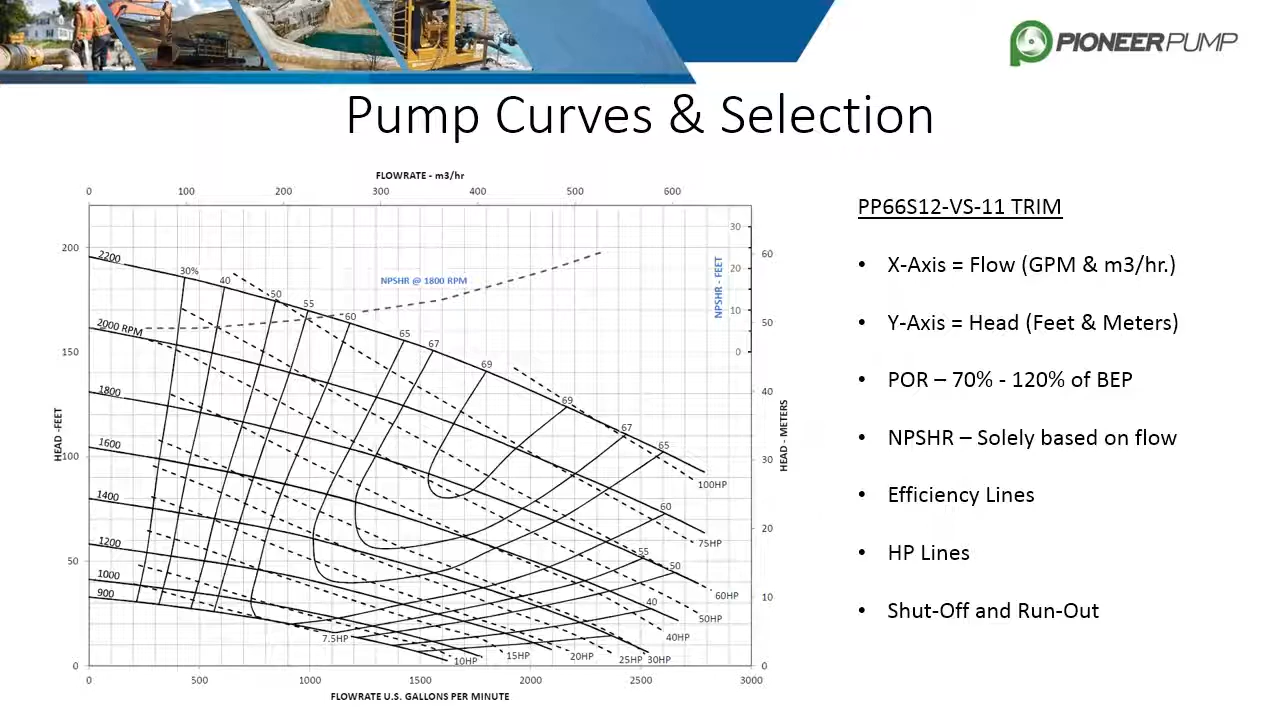 PIONEERPUMP
Pump Curves & Selection
FLOWRATE - m3/hr
0 100 200 300 400 500 600
PP66S12-VS-11 TRIM
• X-Axis = Flow (GPM & m3/hr.)
• Y-Axis = Head (Feet & Meters)
• POR – 70% - 120% of BEP
• NPSHR – Solely based on flow
• Efficiency Lines
• HP Lines
• Shut-Off and Run-Out
HEAD -FEET
200
150
100
50
0
2200
2000 RPM
1800
1600
1400
1200
1000
900
30% 40 50 55 60 65 67 69
69 67 65 60 55 50 40
NPSHR @ 1800 RPM
NPSHR - FEET
30
20
10
0
HEAD - METERS
60
50
40
30
20
10
0
100HP
75HP
60HP
50HP
40HP
30HP
25HP
20HP
15HP
10HP
7.5HP
0 500 1000 1500 2000 2500 3000
FLOWRATE U.S. GALLONS PER MINUTE